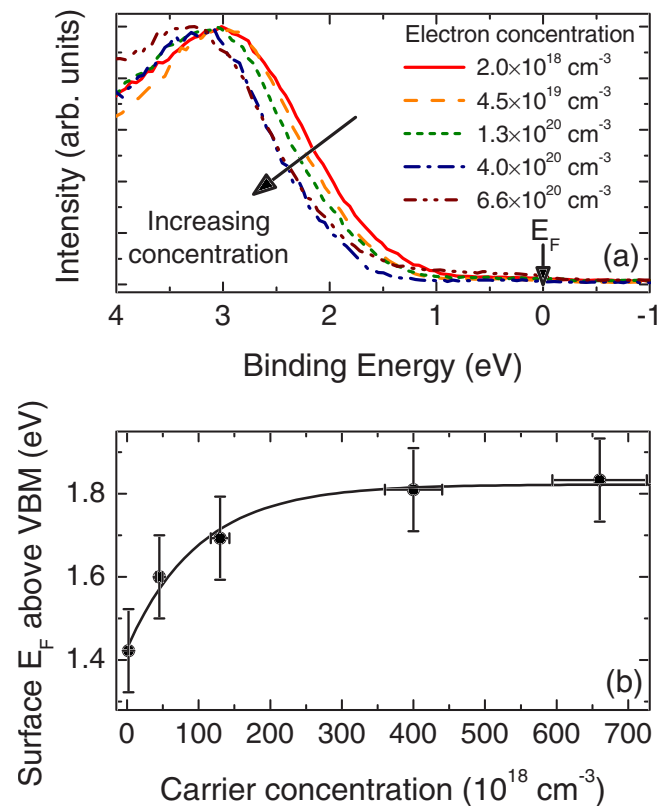 Intensity (arb. units)
Electron concentration
2.0×10¹⁸ cm⁻³
4.5×10¹⁹ cm⁻³
1.3×10²⁰ cm⁻³
4.0×10²⁰ cm⁻³
6.6×10²⁰ cm⁻³
Increasing
concentration
E_F
(a)
4 3 2 1 0 -1
Binding Energy (eV)
Surface E_F above VBM (eV)
1.8
1.6
1.4
(b)
0 100 200 300 400 500 600 700
Carrier concentration (10¹⁸ cm⁻³)